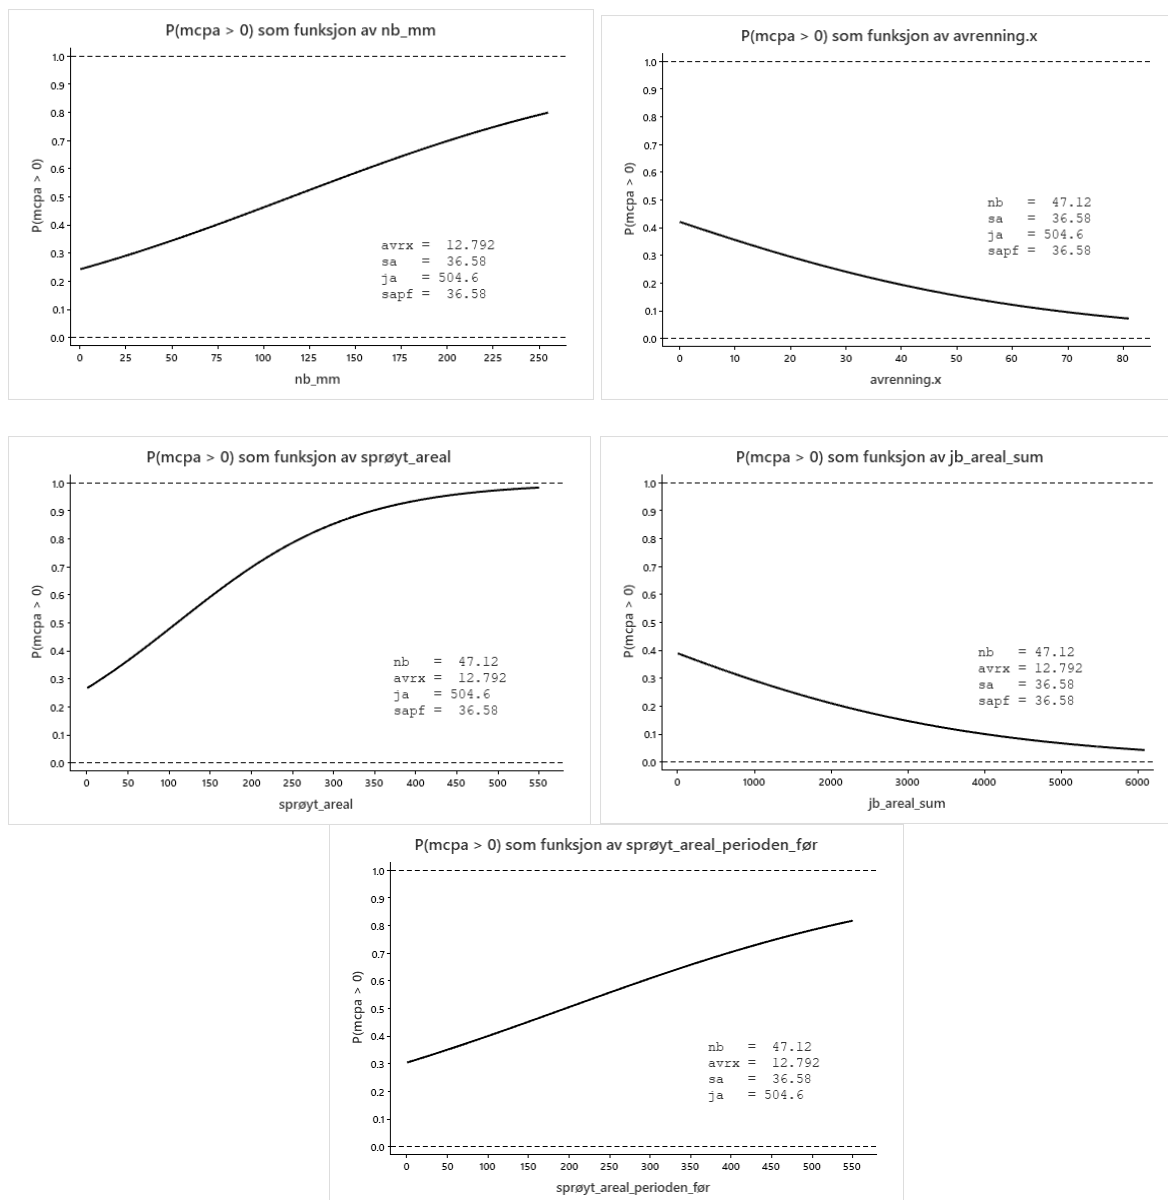 P(mcpa > 0) som funksjon av nb_mm
P(mcpa > 0)
1.0
0.9
0.8
0.7
0.6
0.5
0.4
0.3
0.2
0.1
0.0
avrx = 12.792
sa = 36.58
ja = 504.6
sapf = 36.58
0 25 50 75 100 125 150 175 200 225 250
nb_mm
P(mcpa > 0) som funksjon av avrenning.x
P(mcpa > 0)
1.0
0.9
0.8
0.7
0.6
0.5
0.4
0.3
0.2
0.1
0.0
nb = 47.12
sa = 36.58
ja = 504.6
sapf = 36.58
0 10 20 30 40 50 60 70 80
avrenning.x
P(mcpa > 0) som funksjon av sprøyt_areal
P(mcpa > 0)
1.0
0.9
0.8
0.7
0.6
0.5
0.4
0.3
0.2
0.1
0.0
nb = 47.12
avrx = 12.792
ja = 504.6
sapf = 36.58
0 50 100 150 200 250 300 350 400 450 500 550
sprøyt_areal
P(mcpa > 0) som funksjon av jb_areal_sum
P(mcpa > 0)
1.0
0.9
0.8
0.7
0.6
0.5
0.4
0.3
0.2
0.1
0.0
nb = 47.12
avrx = 12.792
sa = 36.58
sapf = 36.58
0 1000 2000 3000 4000 5000 6000
jb_areal_sum
P(mcpa > 0) som funksjon av sprøyt_areal_perioden_før
P(mcpa > 0)
1.0
0.9
0.8
0.7
0.6
0.5
0.4
0.3
0.2
0.1
0.0
nb = 47.12
avrx = 12.792
sa = 36.58
ja = 504.6
0 50 100 150 200 250 300 350 400 450 500 550
sprøyt_areal_perioden_før